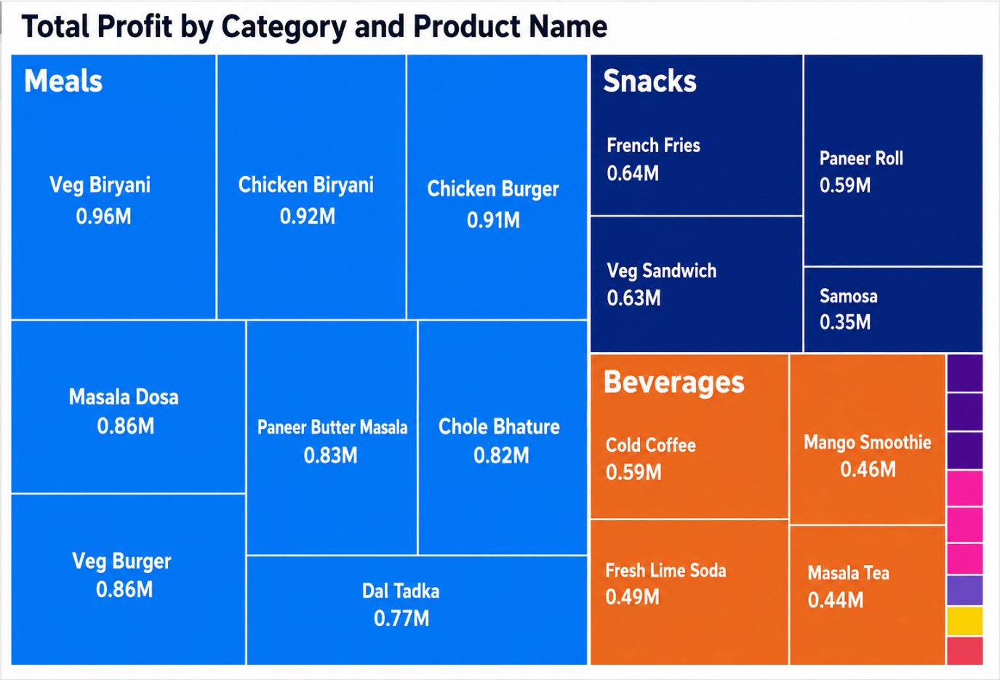 Total Profit by Category and Product Name
Meals
Veg Biryani
0.96M
Chicken Biryani
0.92M
Chicken Burger
0.91M
Masala Dosa
0.86M
Paneer Butter Masala
0.83M
Chole Bhature
0.82M
Veg Burger
0.86M
Dal Tadka
0.77M
Snacks
French Fries
0.64M
Paneer Roll
0.59M
Veg Sandwich
0.63M
Samosa
0.35M
Beverages
Cold Coffee
0.59M
Mango Smoothie
0.46M
Fresh Lime Soda
0.49M
Masala Tea
0.44M